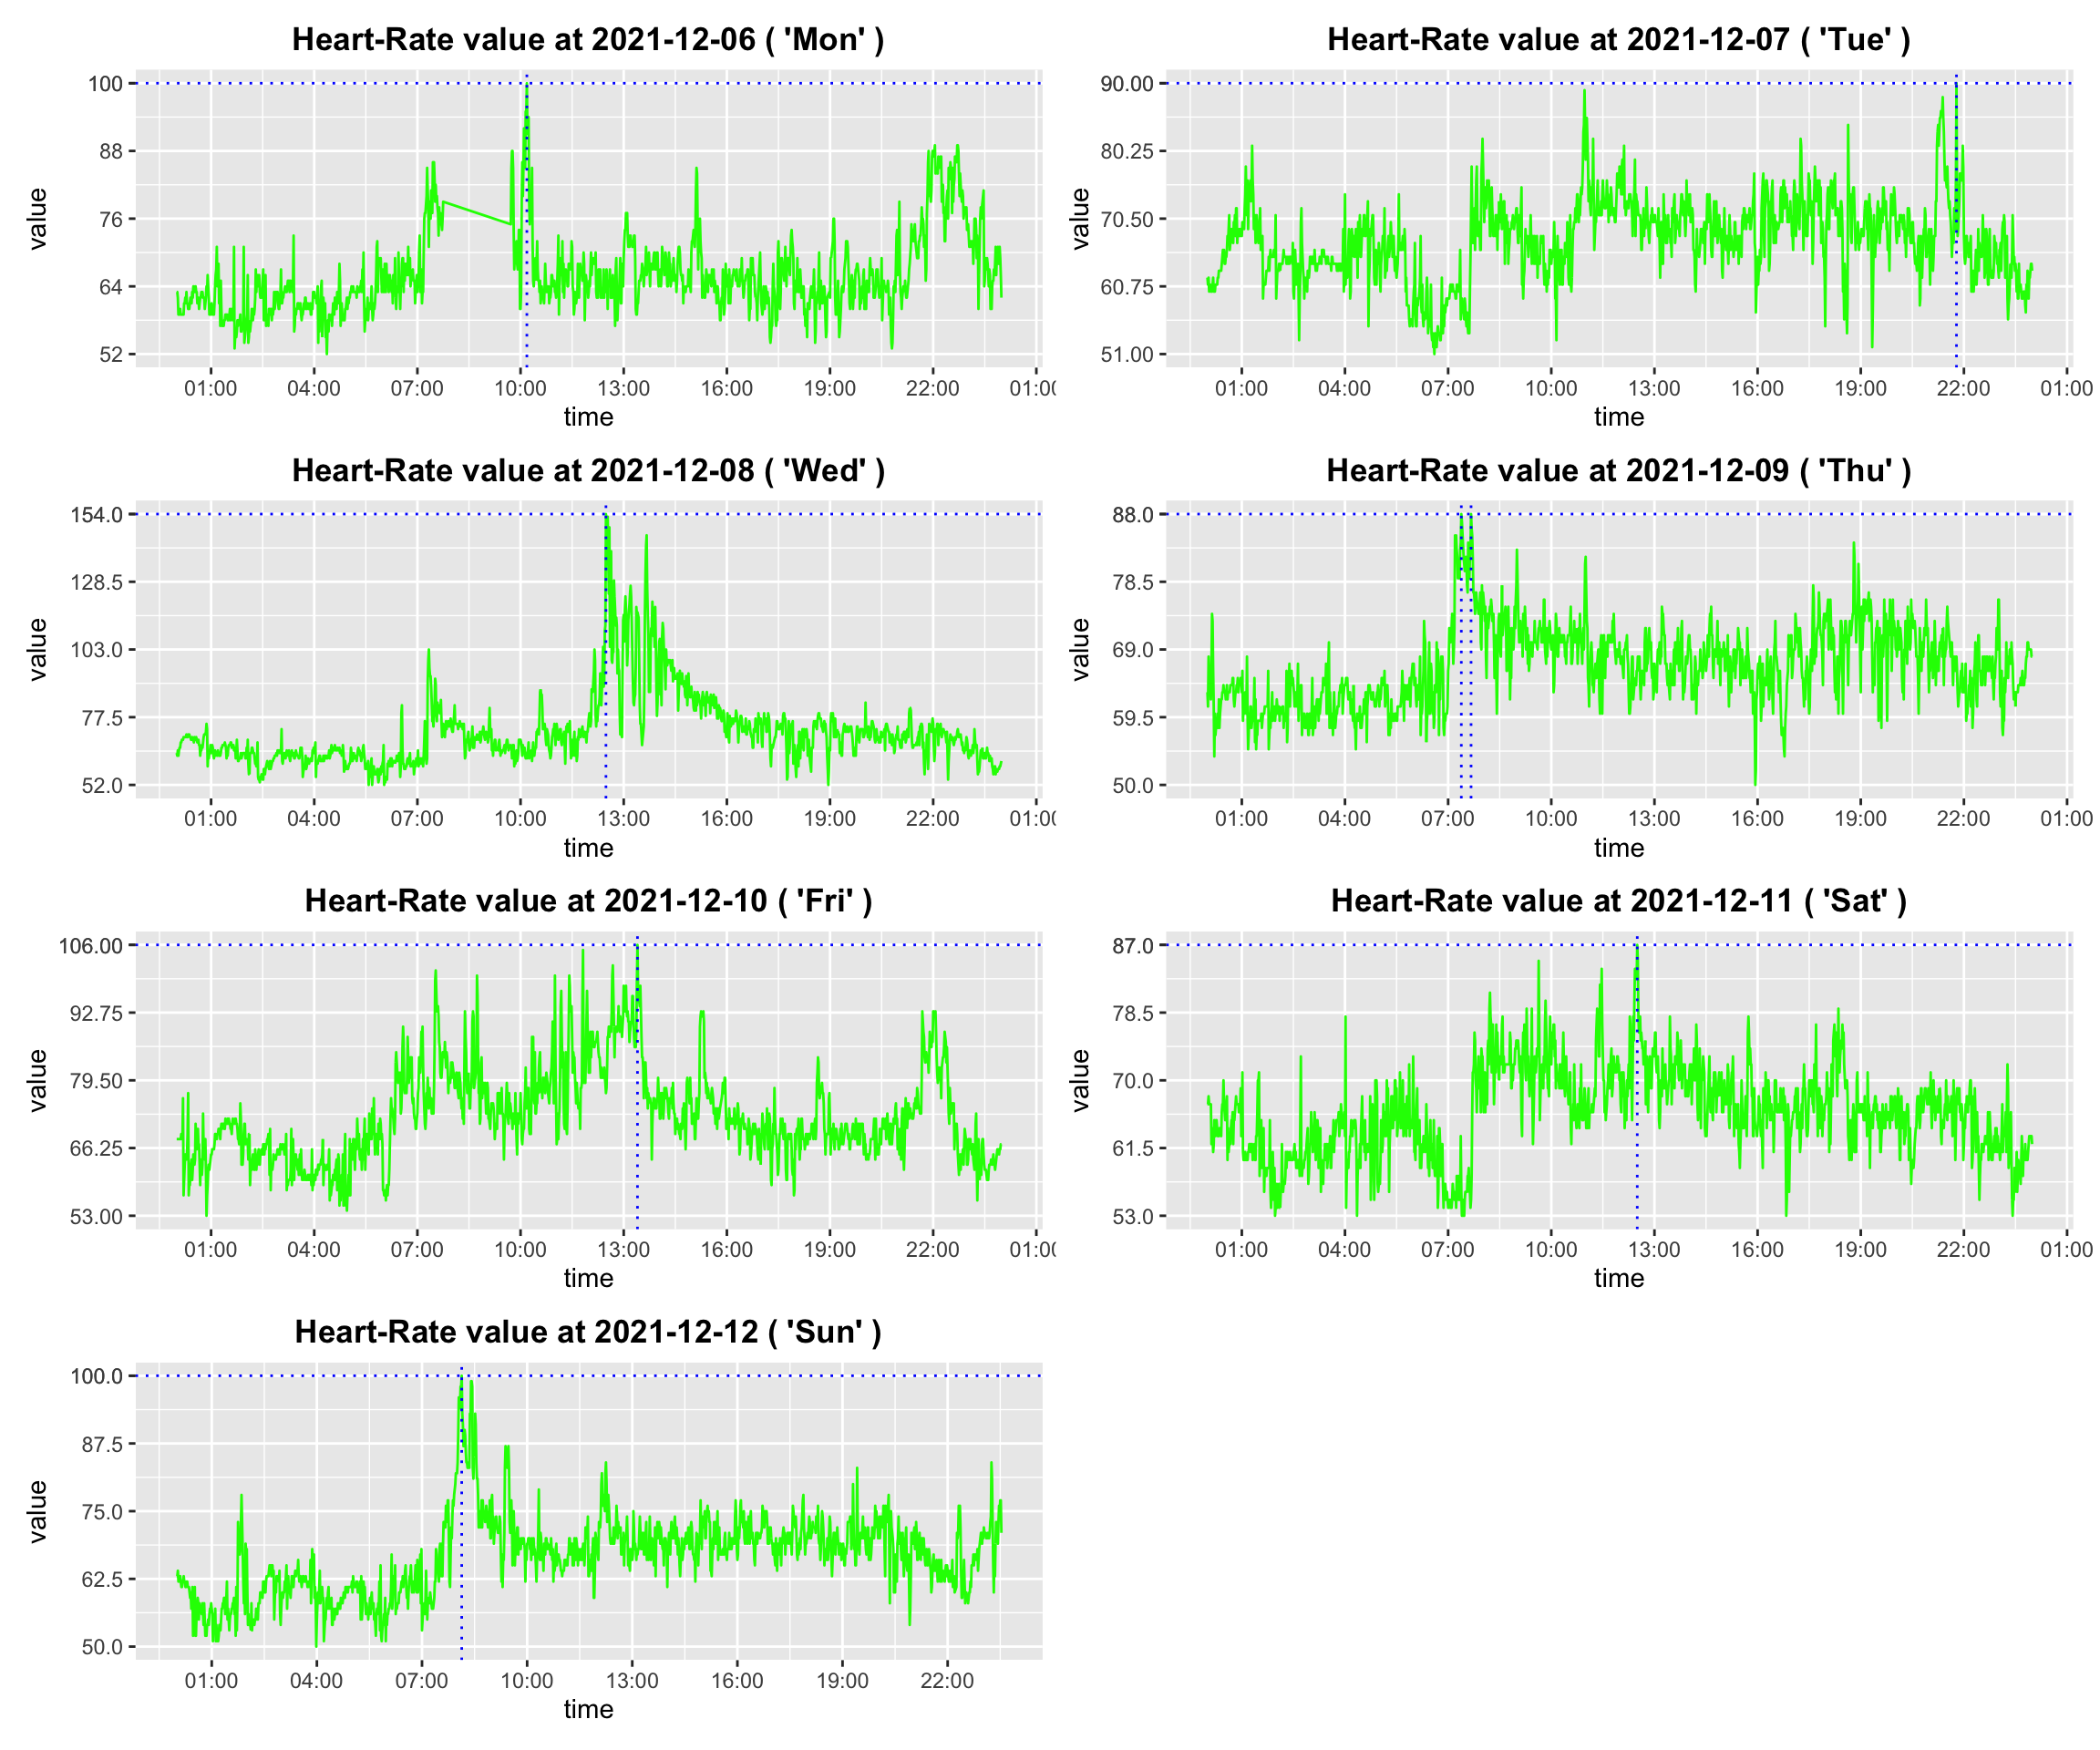 Heart-Rate value at 2021-12-06 ( 'Mon' )
100
88
76
64
52
value
01:00 04:00 07:00 10:00 13:00 16:00 19:00 22:00 01:00
time
Heart-Rate value at 2021-12-07 ( 'Tue' )
90.00
80.25
70.50
60.75
51.00
value
01:00 04:00 07:00 10:00 13:00 16:00 19:00 22:00 01:00
time
Heart-Rate value at 2021-12-08 ( 'Wed' )
154.0
128.5
103.0
77.5
52.0
value
01:00 04:00 07:00 10:00 13:00 16:00 19:00 22:00 01:00
time
Heart-Rate value at 2021-12-09 ( 'Thu' )
88.0
78.5
69.0
59.5
50.0
value
01:00 04:00 07:00 10:00 13:00 16:00 19:00 22:00 01:00
time
Heart-Rate value at 2021-12-10 ( 'Fri' )
106.00
92.75
79.50
66.25
53.00
value
01:00 04:00 07:00 10:00 13:00 16:00 19:00 22:00 01:00
time
Heart-Rate value at 2021-12-11 ( 'Sat' )
87.0
78.5
70.0
61.5
53.0
value
01:00 04:00 07:00 10:00 13:00 16:00 19:00 22:00 01:00
time
Heart-Rate value at 2021-12-12 ( 'Sun' )
100.0
87.5
75.0
62.5
50.0
value
01:00 04:00 07:00 10:00 13:00 16:00 19:00 22:00
time